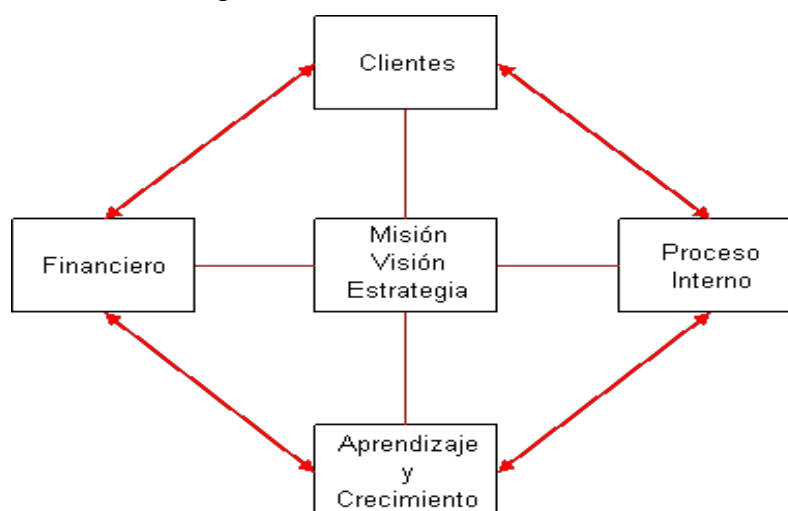 Clientes
Financiero
Misión
Visión
Estrategia
Proceso
Interno
Aprendizaje
y
Crecimiento